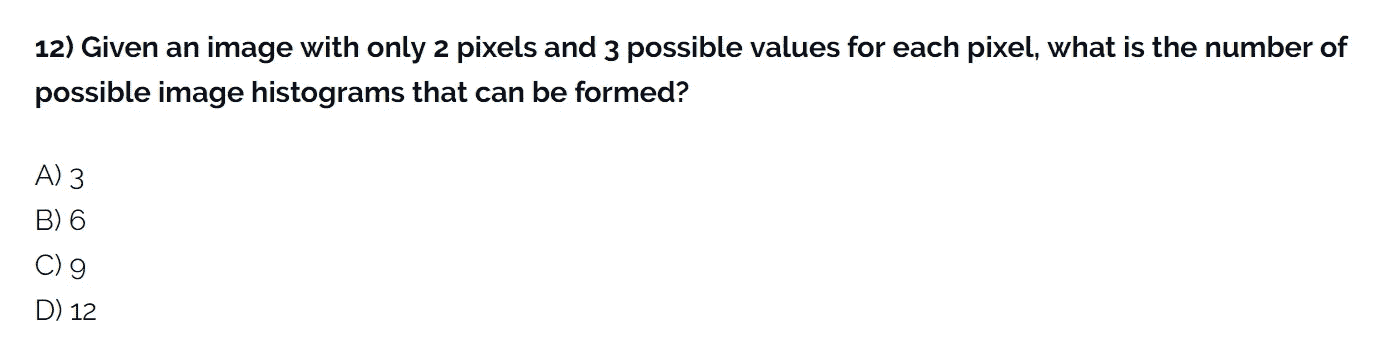 12) Given an image with only 2 pixels and 3 possible values for each pixel, what is the number of
possible image histograms that can be formed?
A) 3
B) 6
C) 9
D) 12